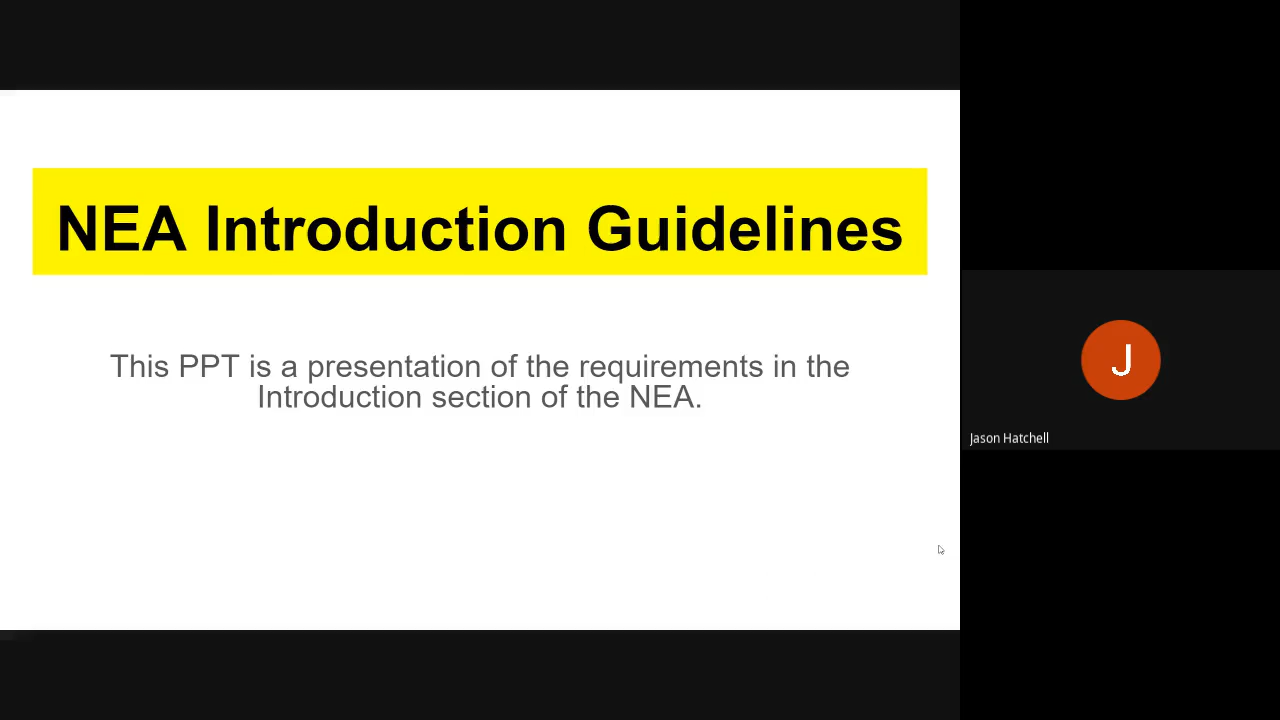 NEA Introduction Guidelines
This PPT is a presentation of the requirements in the
Introduction section of the NEA.
J
Jason Hatchell